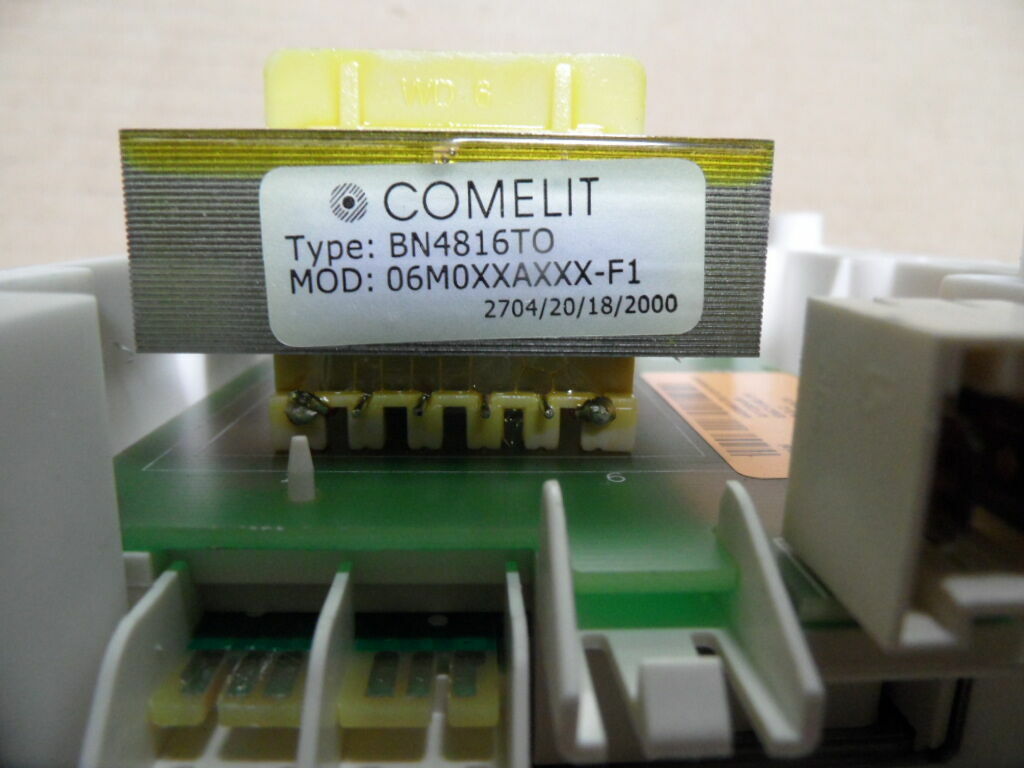 WD-6
COMELIT
Type: BN4816TO
MOD: 06M0XXAXXX-F1
2704/20/18/2000
6